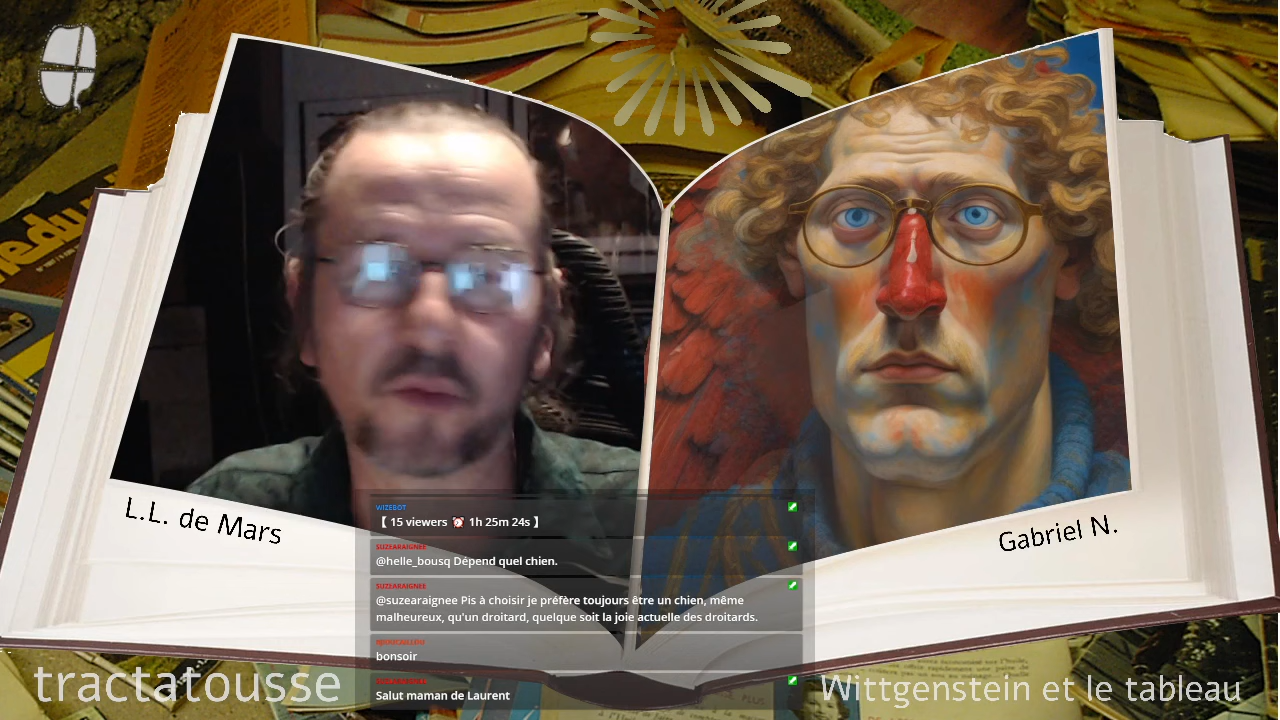 L.L. de Mars
Gabriel N.
WIZEBOT
【 15 viewers ⏰ 1h 25m 24s 】
SUZEARAIGNEE
@helle_bousq Dépend quel chien.
SUZEARAIGNEE
@suzearaignee Pis à choisir je préfère toujours être un chien, même
malheureux, qu'un droitard, quelque soit la joie actuelle des droitards.
bonsoir
Salut maman de Laurent
tractatousse
Wittgenstein et le tableau